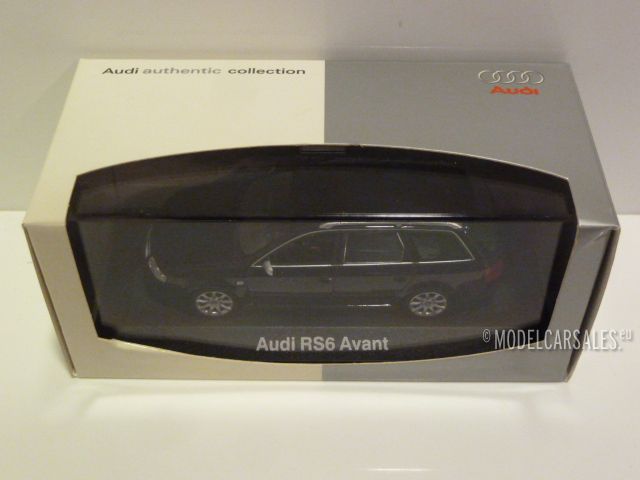 Audi authentic collection
Audi
Audi RS6 Avant
© MODELCARSALES.eu